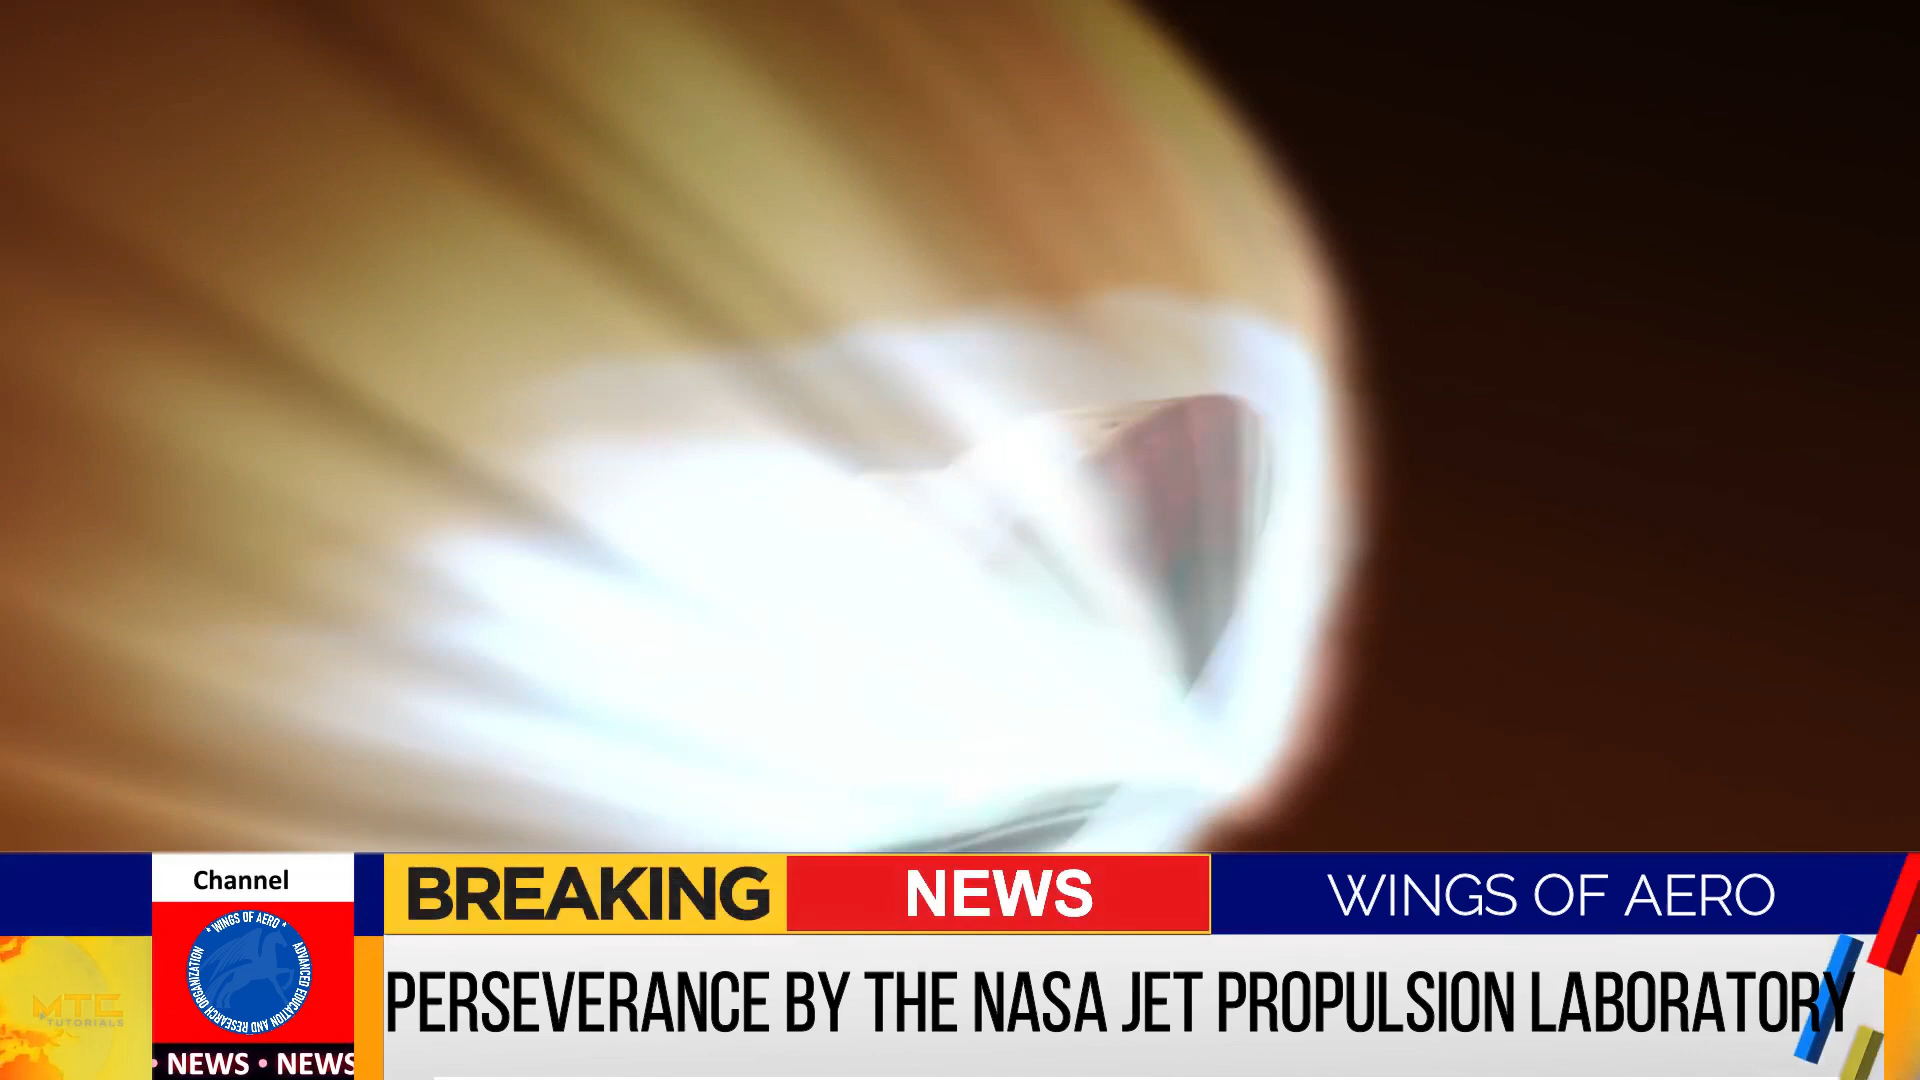 Channel
BREAKING
NEWS
WINGS OF AERO
WINGS OF AERO
ADVANCED EDUCATION AND RESEARCH ORGANIZATION
PERSEVERANCE BY THE NASA JET PROPULSION LABORATORY
MTC
TUTORIALS
• NEWS • NEWS